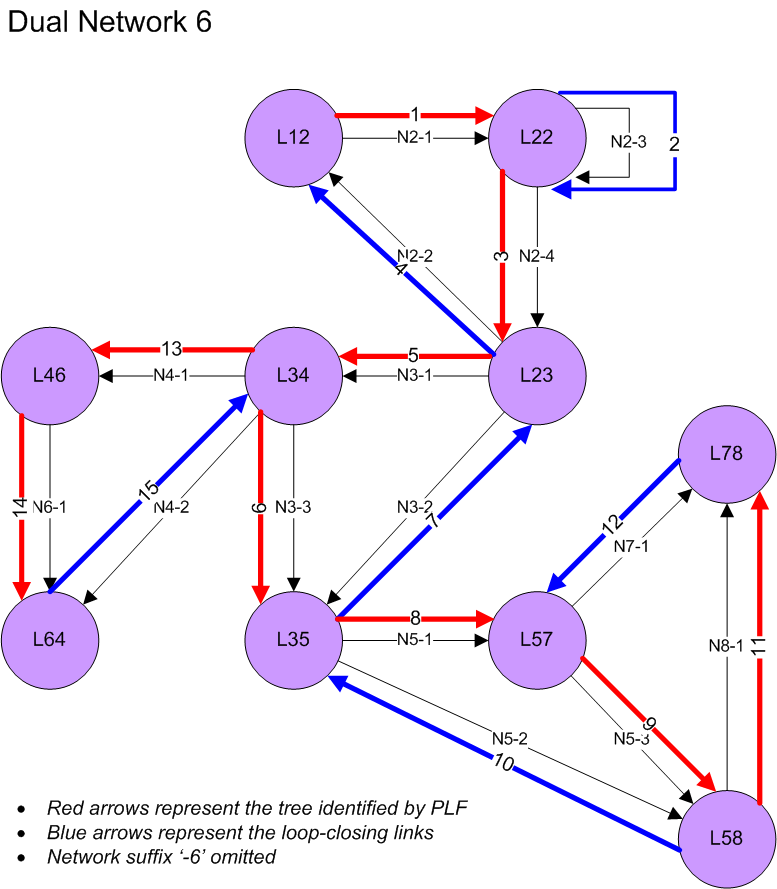 Dual Network 6
L12
1
N2-1
L22
N2-3
2
N2-2
4
3
N2-4
L46
13
N4-1
L34
5
N3-1
L23
L78
14
N6-1
15
N4-2
6
N3-3
N3-2
7
12
N7-1
L64
L35
8
N5-1
L57
N8-1
11
N5-2
10
9
N5-3
L58
• Red arrows represent the tree identified by PLF
• Blue arrows represent the loop-closing links
• Network suffix ‘-6’ omitted